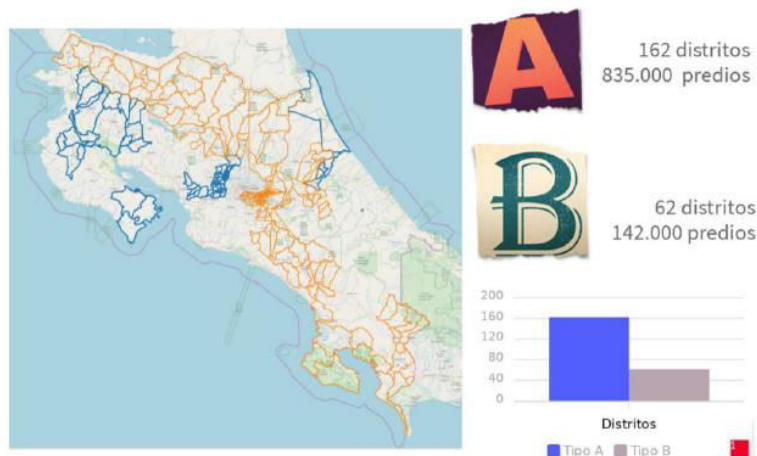 A
162 distritos
835.000 predios
B
62 distritos
142.000 predios
200
160
120
80
40
0
Distritos
Tipo A Tipo B